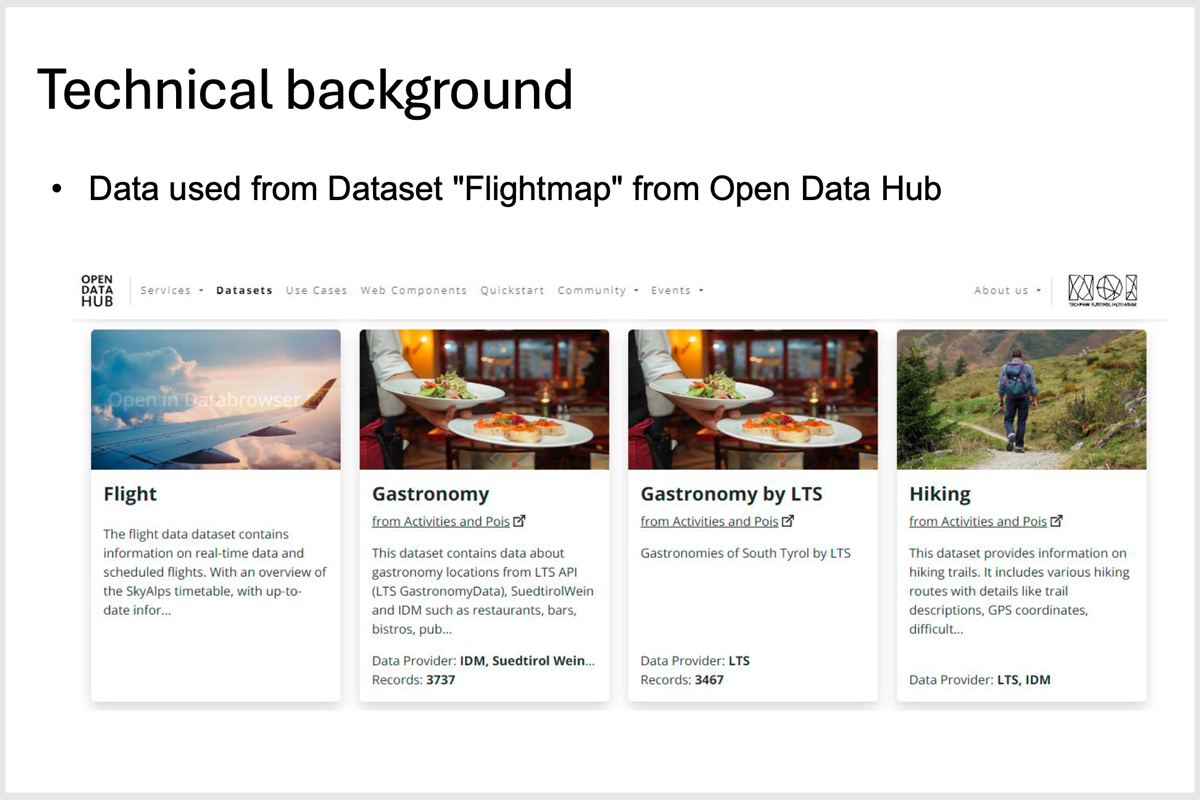 Technical background
• Data used from Dataset "Flightmap" from Open Data Hub
OPEN
DATA
HUB
Services Datasets Use Cases Web Components Quickstart Community Events About us
Open in Databrowser
Flight
The flight data dataset contains
information on real-time data and
scheduled flights. With an overview of
the SkyAlps timetable, with up-to-
date infor...
Gastronomy
from Activities and Pois
This dataset contains data about
gastronomy locations from LTS API
(LTS GastronomyData), SuedtirolWein
and IDM such as restaurants, bars,
bistros, pub...
Data Provider: IDM, Suedtirol Wein...
Records: 3737
Gastronomy by LTS
from Activities and Pois
Gastronomies of South Tyrol by LTS
Data Provider: LTS
Records: 3467
Hiking
from Activities and Pois
This dataset provides information on
hiking trails. It includes various hiking
routes with details like trail
descriptions, GPS coordinates,
difficult...
Data Provider: LTS, IDM